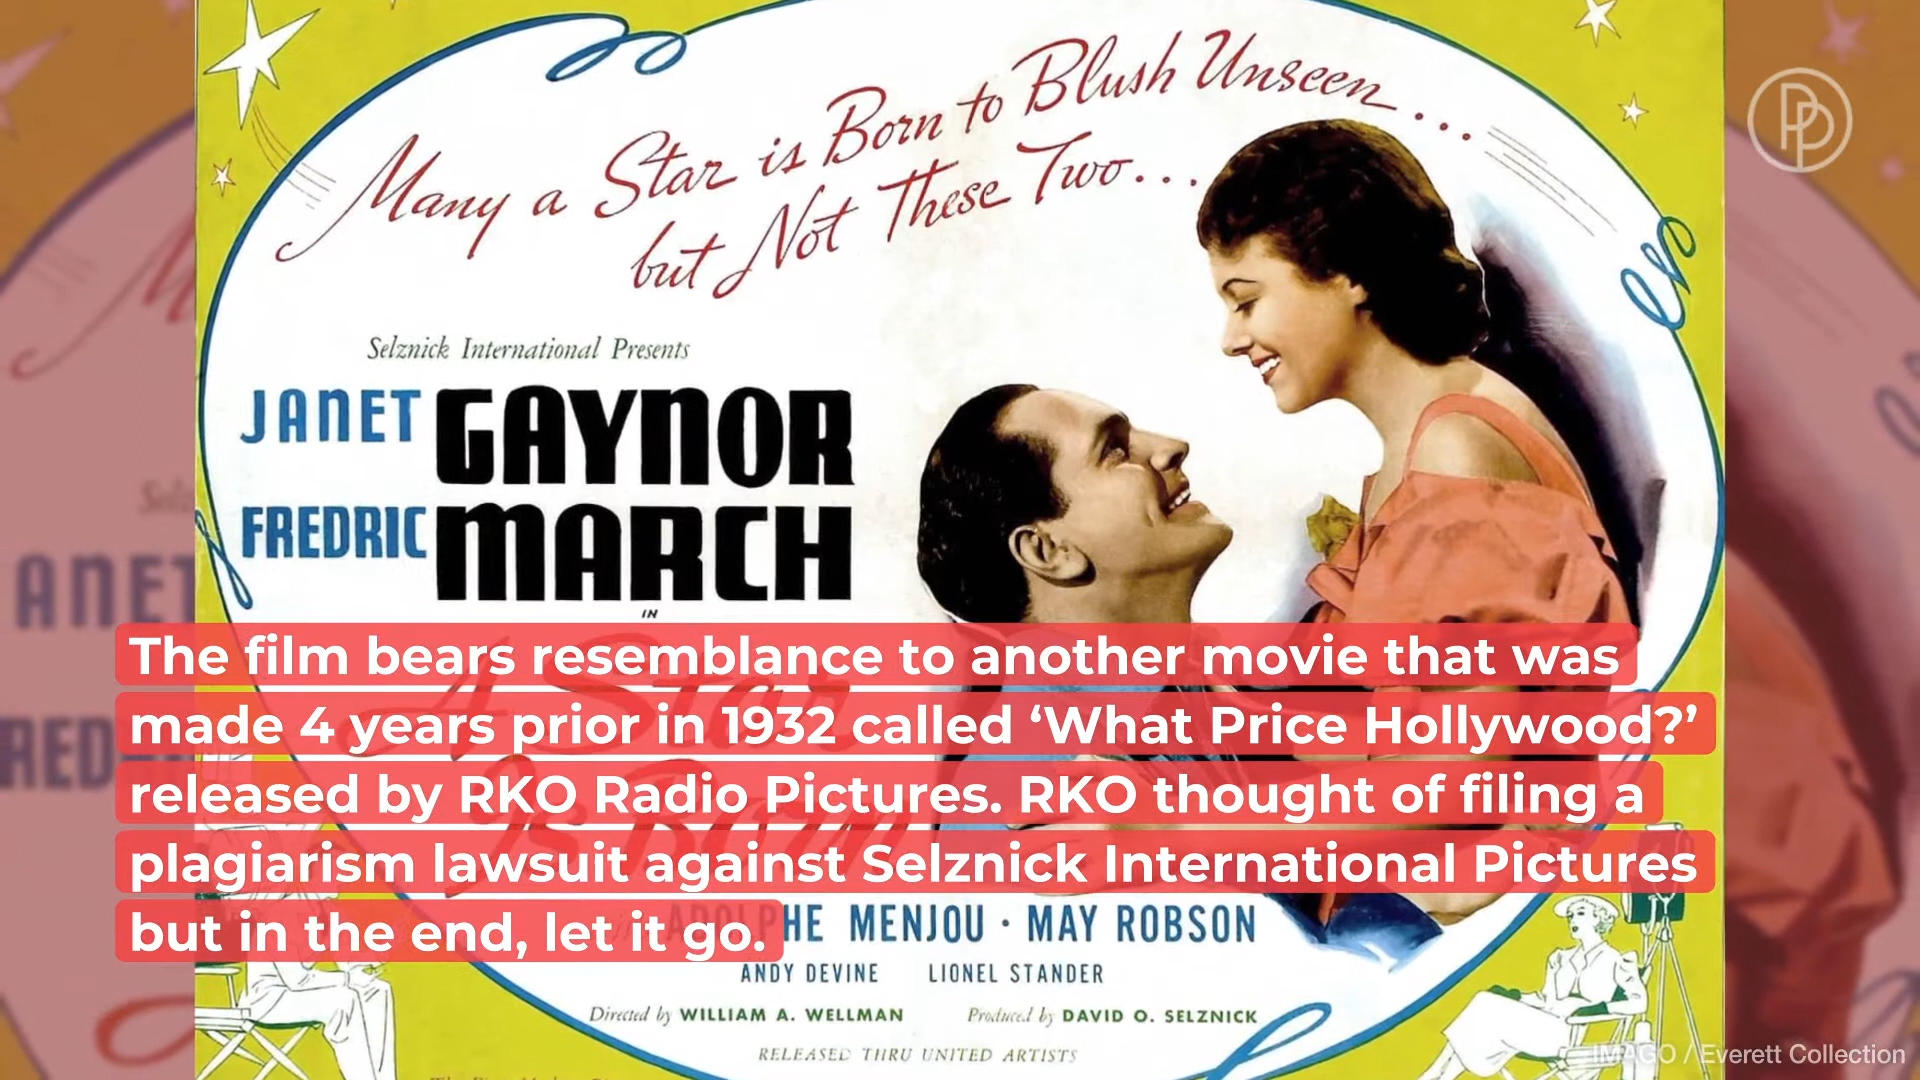 Many a Star is Born to Blush Unseen...
but Not These Two...
Selznick International Presents
JANET GAYNOR
FREDRIC MARCH
IN
A Star
Is Born
The film bears resemblance to another movie that was
made 4 years prior in 1932 called ‘What Price Hollywood?’
released by RKO Radio Pictures. RKO thought of filing a
plagiarism lawsuit against Selznick International Pictures
but in the end, let it go.
ADOLPHE MENJOU · MAY ROBSON
ANDY DEVINE LIONEL STANDER
Directed by WILLIAM A. WELLMAN Produced by DAVID O. SELZNICK
RELEASED THRU UNITED ARTISTS
IMAGO / Everett Collection